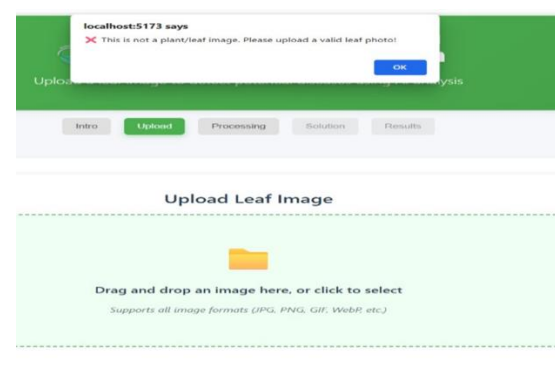 localhost:5173 says
❌ This is not a plant/leaf image. Please upload a valid leaf photo!
OK
Intro
Upload
Processing
Solution
Results
Upload Leaf Image
Drag and drop an image here, or click to select
Supports all image formats (JPG, PNG, GIF, WebP, etc.)